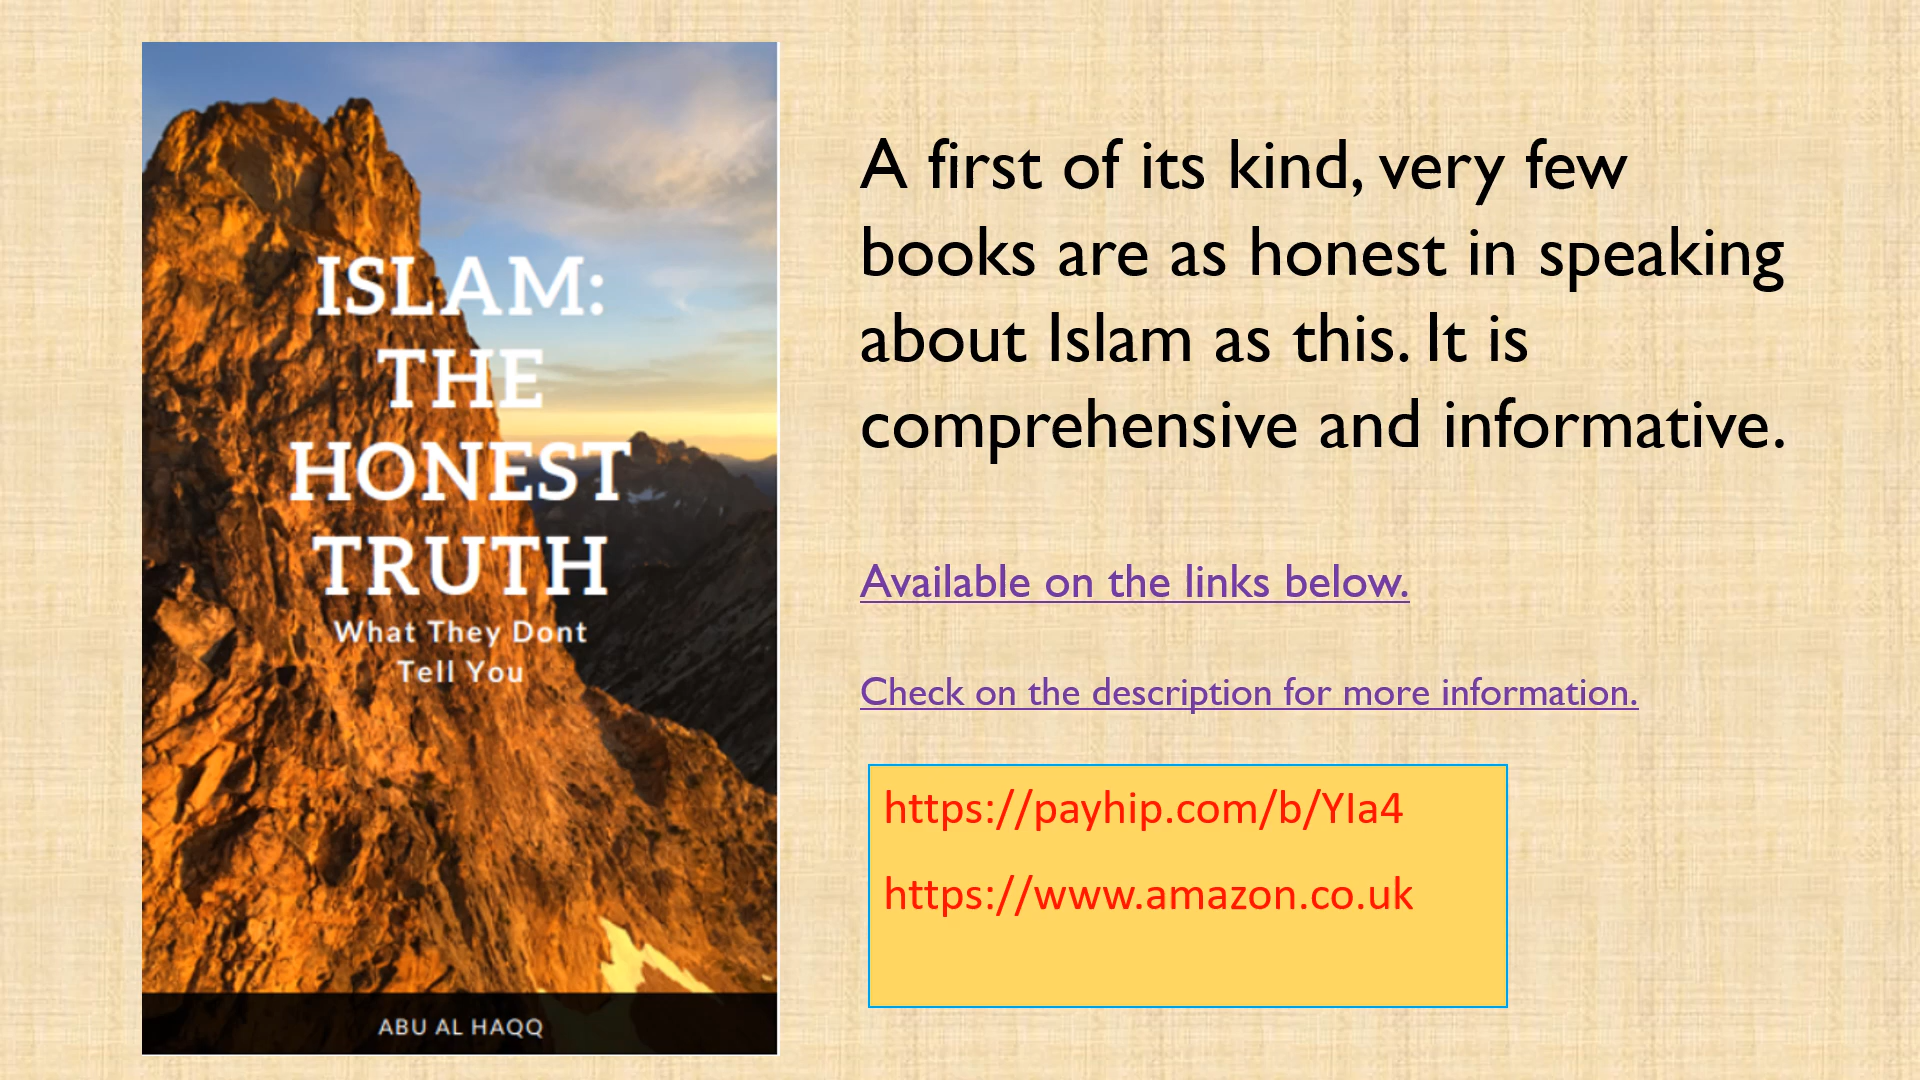 ISLAM:
THE
HONEST
TRUTH
What They Dont
Tell You
ABU AL HAQQ
A first of its kind, very few
books are as honest in speaking
about Islam as this. It is
comprehensive and informative.
Available on the links below.
Check on the description for more information.
https://payhip.com/b/YIa4
https://www.amazon.co.uk